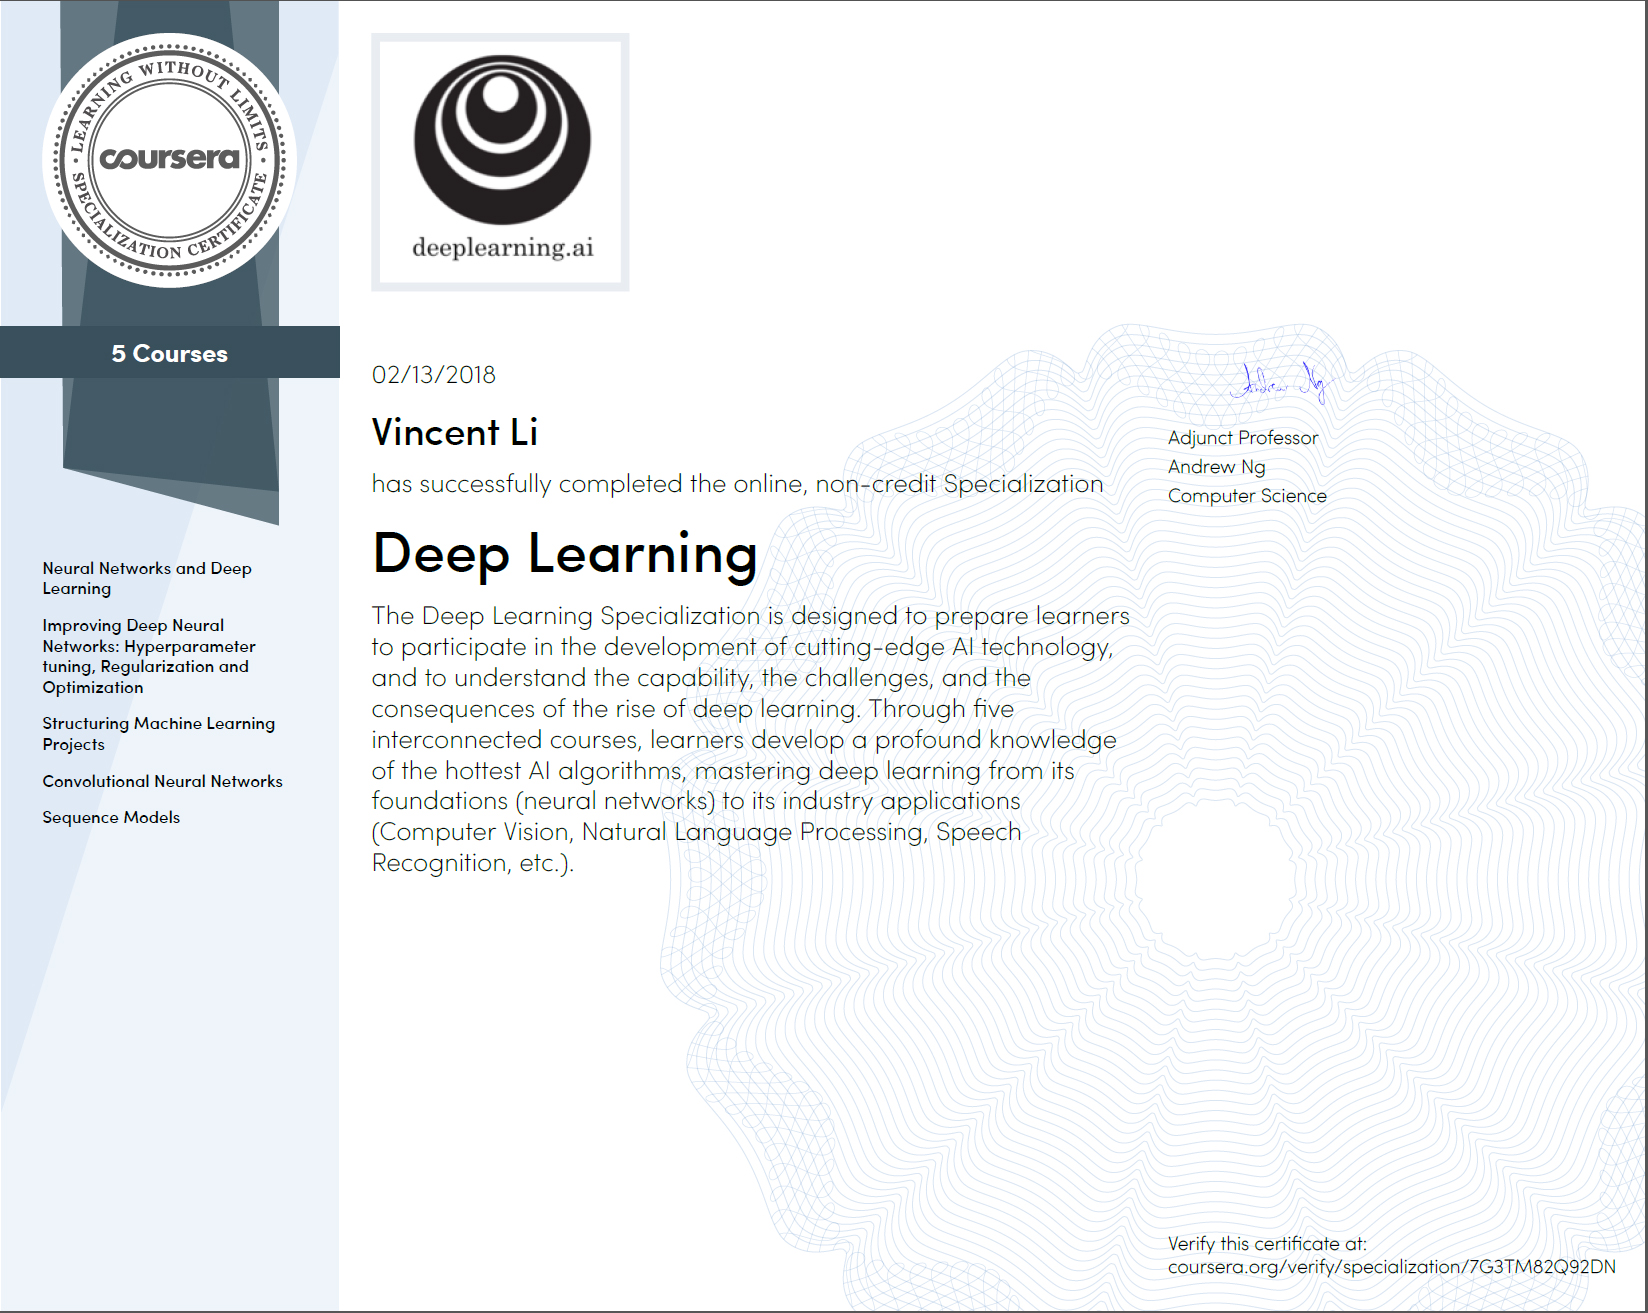 LEARNING WITHOUT LIMITS
coursera
SPECIALIZATION CERTIFICATE
5 Courses
Neural Networks and Deep
Learning
Improving Deep Neural
Networks: Hyperparameter
tuning, Regularization and
Optimization
Structuring Machine Learning
Projects
Convolutional Neural Networks
Sequence Models
deeplearning.ai
02/13/2018
Vincent Li
has successfully completed the online, non-credit Specialization
Deep Learning
The Deep Learning Specialization is designed to prepare learners
to participate in the development of cutting-edge AI technology,
and to understand the capability, the challenges, and the
consequences of the rise of deep learning. Through five
interconnected courses, learners develop a profound knowledge
of the hottest AI algorithms, mastering deep learning from its
foundations (neural networks) to its industry applications
(Computer Vision, Natural Language Processing, Speech
Recognition, etc.).
Andrew Ng
Adjunct Professor
Andrew Ng
Computer Science
Verify this certificate at:
coursera.org/verify/specialization/7G3TM82Q92DN